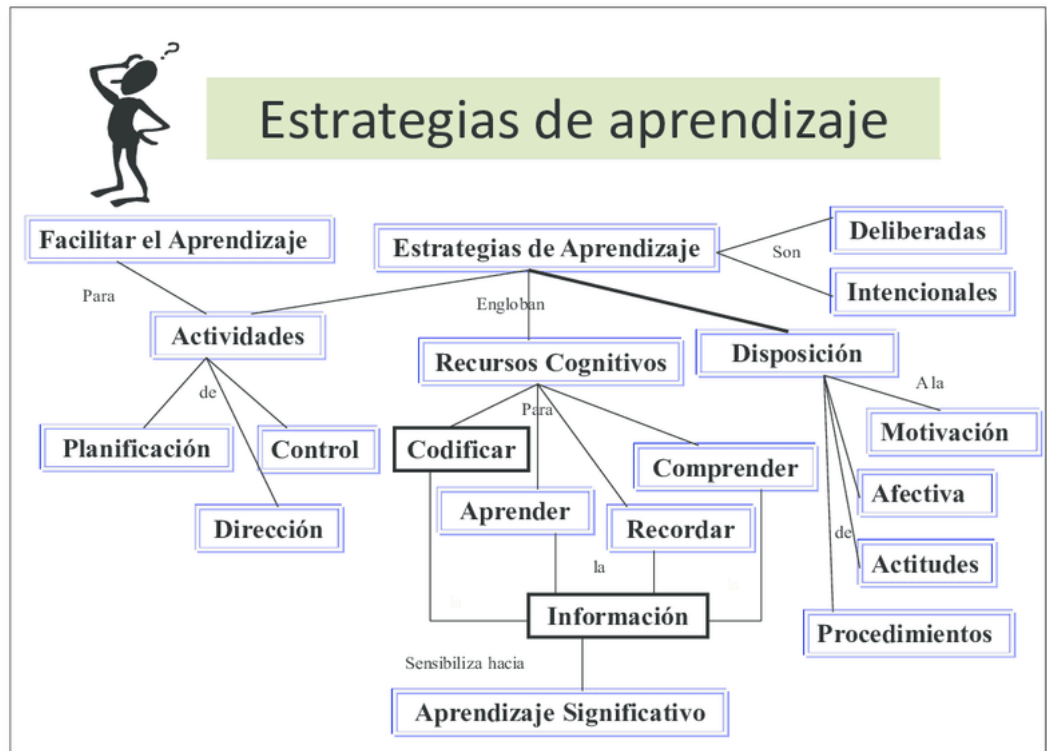 ?
Estrategias de aprendizaje
Facilitar el Aprendizaje
Estrategias de Aprendizaje
Son
Deliberadas
Intencionales
Para
Engloban
Actividades
Recursos Cognitivos
Disposición
de
Para
A la
Planificación
Control
Codificar
Comprender
Motivación
Dirección
Aprender
Recordar
Afectiva
de
la
Actitudes
Información
Procedimientos
Sensibiliza hacia
Aprendizaje Significativo